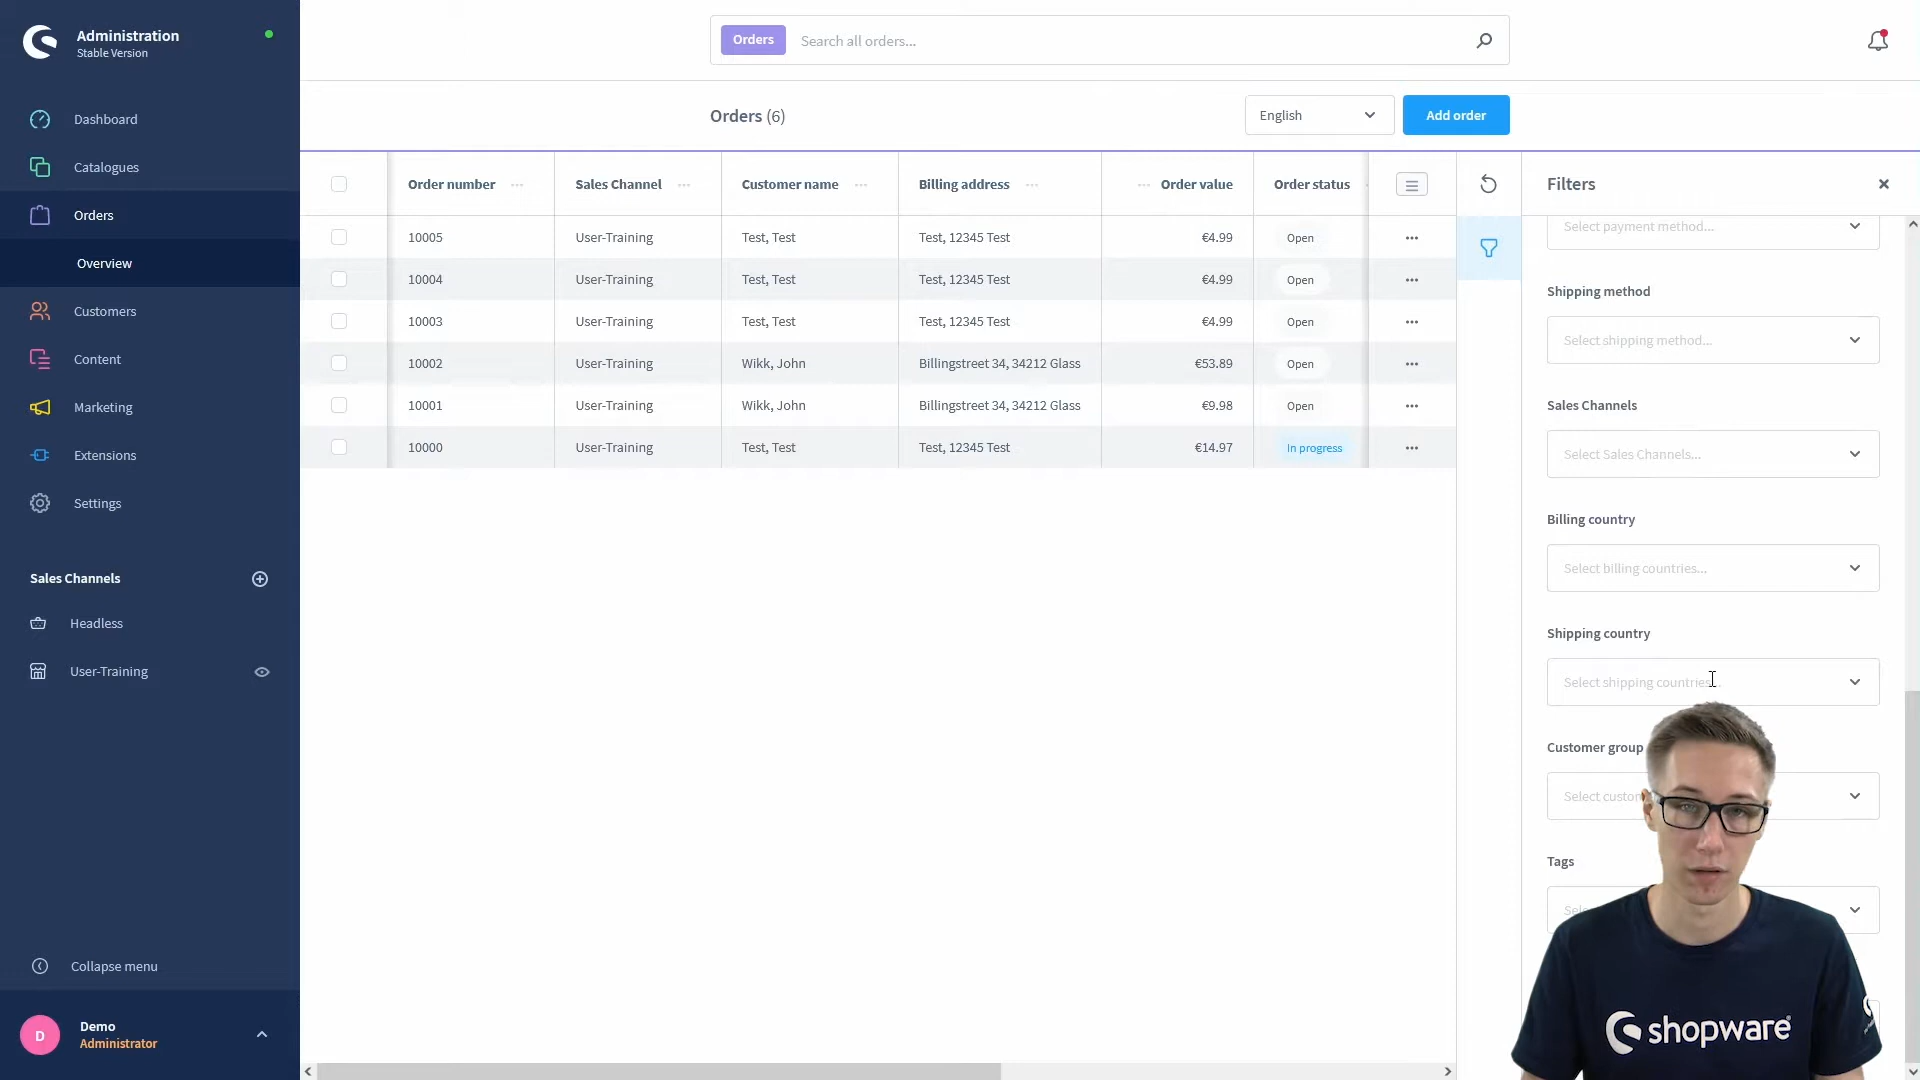 Administration
Stable Version
Dashboard
Catalogues
Orders
Overview
Customers
Content
Marketing
Extensions
Settings
Sales Channels
Headless
User-Training
Collapse menu
D
Demo
Administrator
Orders
Search all orders...
Orders (6)
English
Add order
Order number Sales Channel Customer name Billing address Order value Order status
10005 User-Training Test, Test Test, 12345 Test €4.99 Open
10004 User-Training Test, Test Test, 12345 Test €4.99 Open
10003 User-Training Test, Test Test, 12345 Test €4.99 Open
10002 User-Training Wikk, John Billingstreet 34, 34212 Glass €53.89 Open
10001 User-Training Wikk, John Billingstreet 34, 34212 Glass €9.98 Open
10000 User-Training Test, Test Test, 12345 Test €14.97 In progress
Filters
Select payment method...
Shipping method
Select shipping method...
Sales Channels
Select Sales Channels...
Billing country
Select billing countries...
Shipping country
Select shipping countries...
Customer group
Select
Tags
shopware